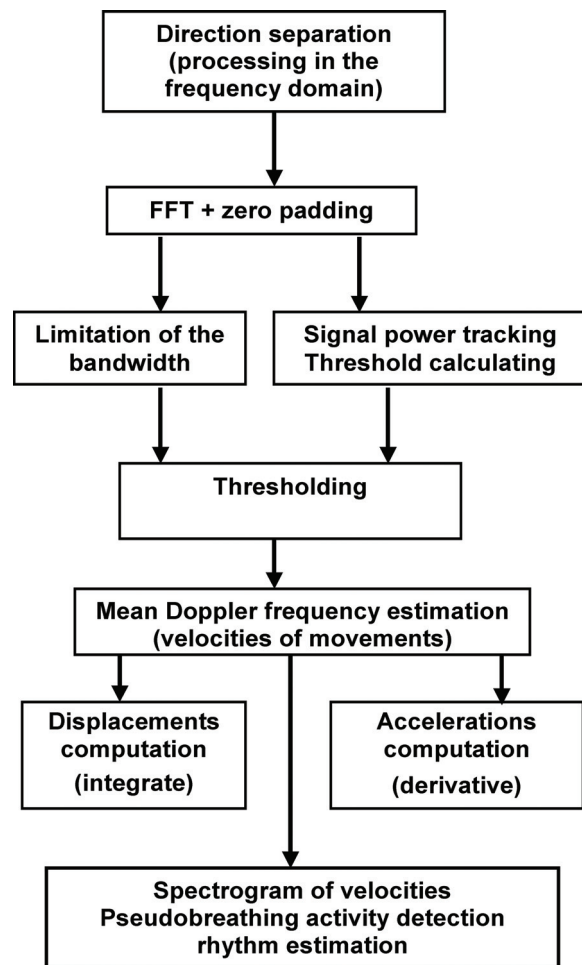 Direction separation
(processing in the
frequency domain)
FFT + zero padding
Limitation of the
bandwidth
Signal power tracking
Threshold calculating
Thresholding
Mean Doppler frequency estimation
(velocities of movements)
Displacements
computation
(integrate)
Accelerations
computation
(derivative)
Spectrogram of velocities
Pseudobreathing activity detection
rhythm estimation